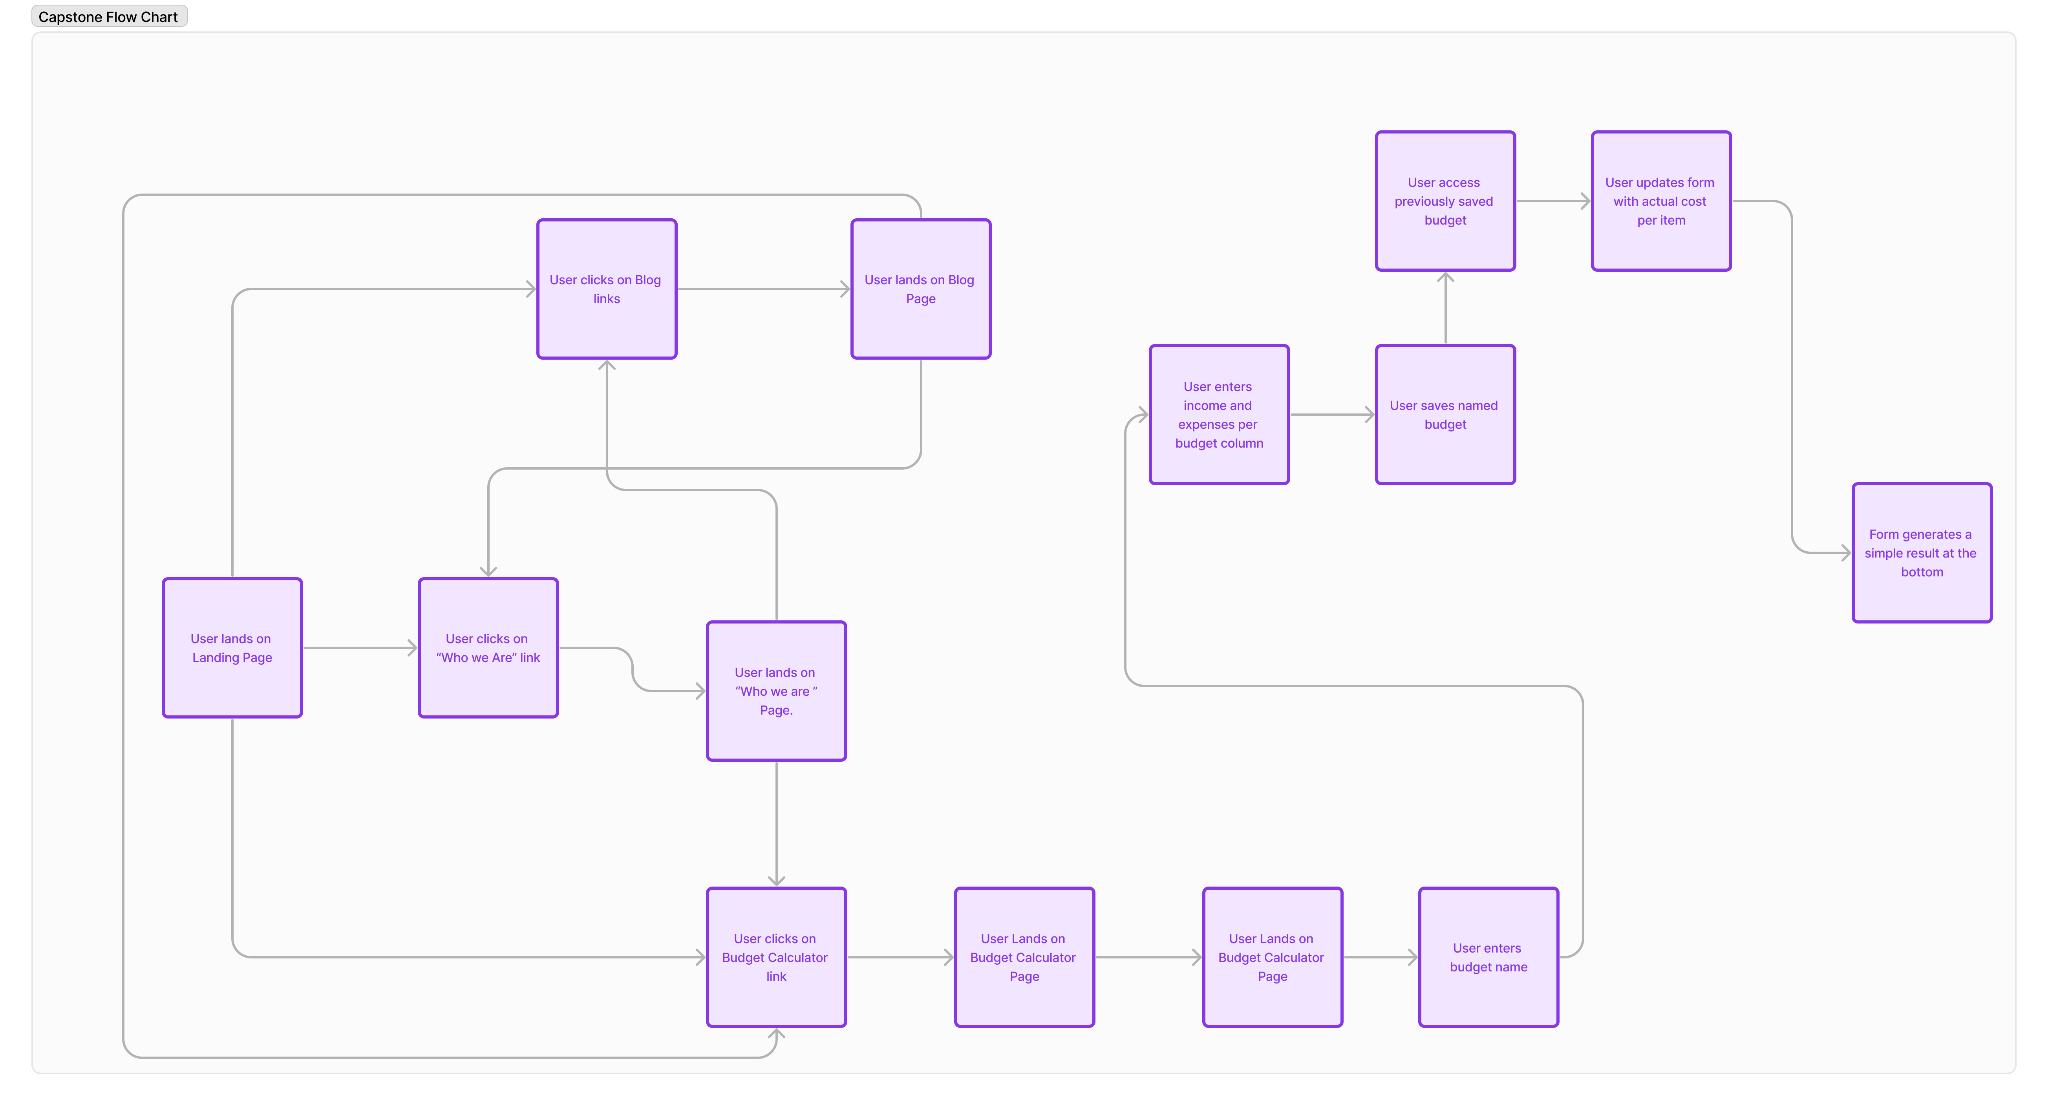 Capstone Flow Chart
User access
previously saved
budget
User updates form
with actual cost
per item
User clicks on Blog
links
User lands on Blog
Page
User enters
income and
expenses per
budget column
User saves named
budget
Form generates a
simple result at the
bottom
User lands on
Landing Page
User clicks on
“Who we Are” link
User lands on
“Who we are ”
Page.
User clicks on
Budget Calculator
link
User Lands on
Budget Calculator
Page
User Lands on
Budget Calculator
Page
User enters
budget name